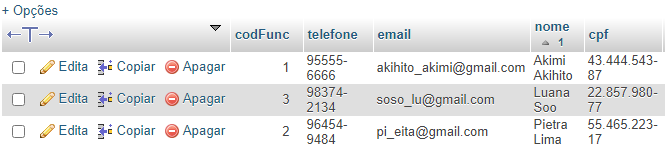 + Opções
←T→ codFunc telefone email nome 1 cpf
Edita Copiar Apagar 1 95555-6666 akihito_akimi@gmail.com Akimi Akihito 43.444.543-87
Edita Copiar Apagar 3 98374-2134 soso_lu@gmail.com Luana Soo 22.857.980-77
Edita Copiar Apagar 2 96454-9484 pi_eita@gmail.com Pietra Lima 55.465.223-17